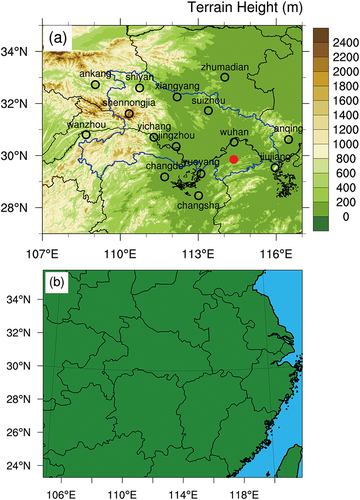 Terrain Height (m)
(a)
34°N
32°N
30°N
28°N
107°E
110°E
113°E
116°E
zhumadian
ankang
shiyan
xiangyang
suizhou
shennongjia
wanzhou
yichang
jingzhou
wuhan
anqing
changde
yueyang
jiujiang
changsha
2400
2200
2000
1800
1600
1400
1200
1000
800
600
400
200
0
(b)
34°N
32°N
30°N
28°N
26°N
24°N
106°E
110°E
114°E
118°E